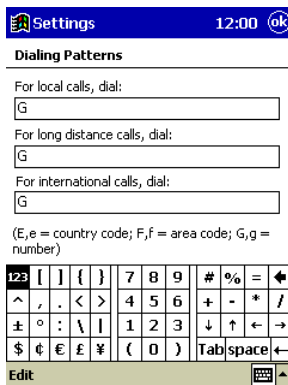 Settings 12:00 ok
Dialing Patterns
For local calls, dial:
G
For long distance calls, dial:
G
For international calls, dial:
G
(E,e = country code; F,f = area code; G,g =
number)
123 [ ] { } 7 8 9 # % = ←
^ , . < > 4 5 6 + - * /
± ° : \ | 1 2 3 ↓ ↑ ← →
$ ¢ € £ ¥ ( 0 ) Tab space ←
Edit